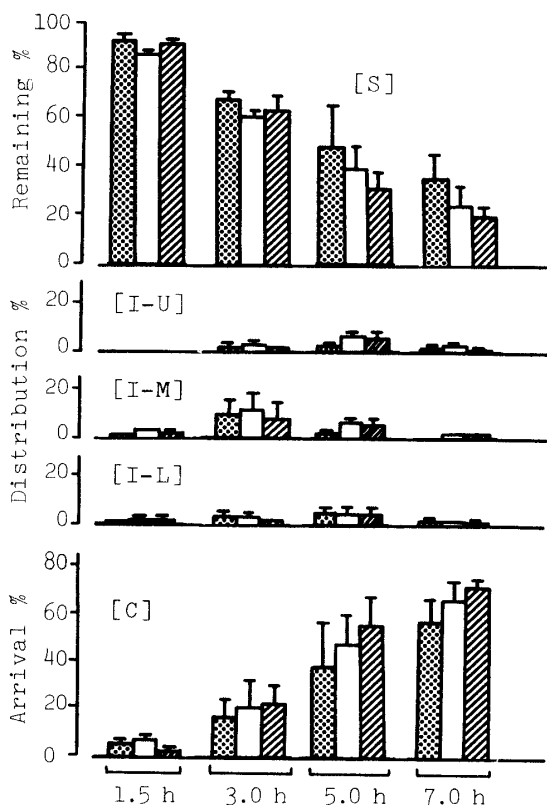 100
80
60
40
20
0
Remaining %
[S]
20
0
[I-U]
20
0
[I-M]
20
0
[I-L]
Distribution %
80
60
40
20
0
Arrival %
[C]
1.5 h 3.0 h 5.0 h 7.0 h